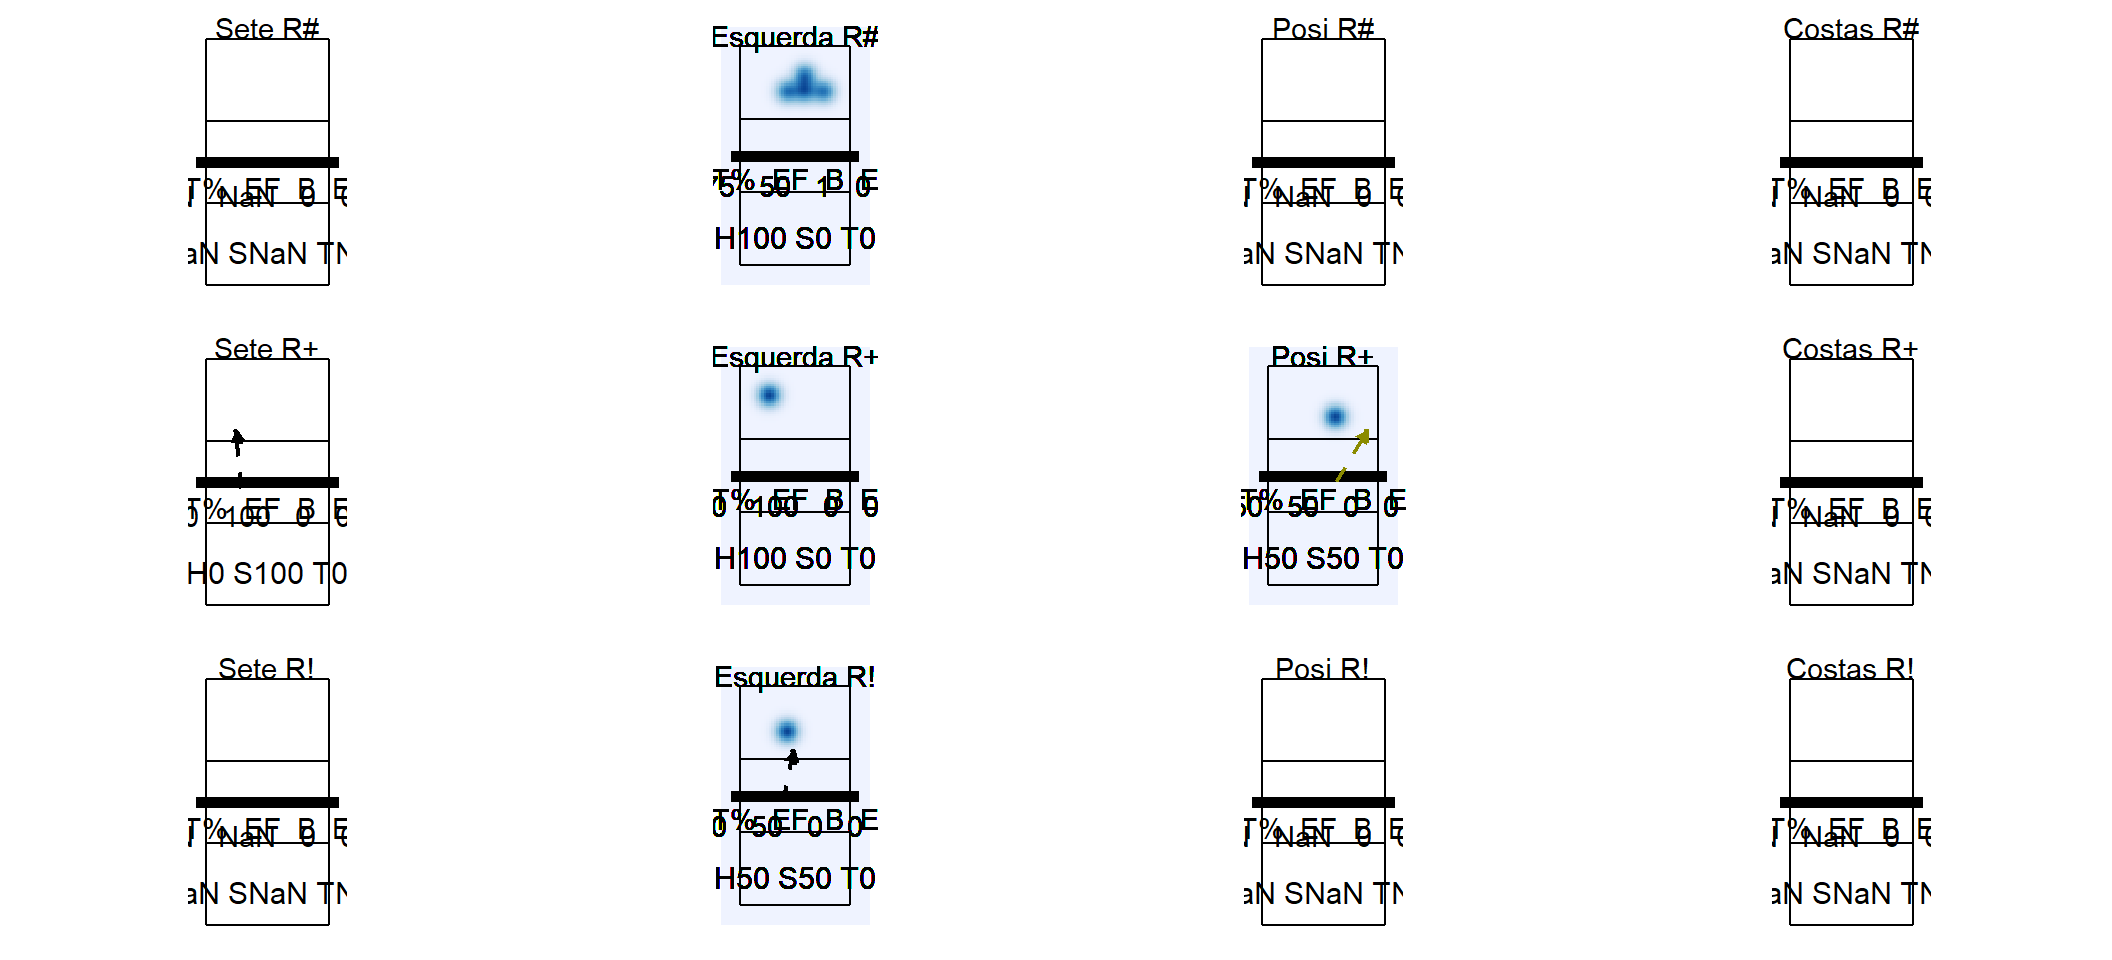 Sete R#
Esquerda R#
Posi R#
Costas R#
T% EF B E
NaN 0
T% EF B E
75 50 1 0
T% EF B E
NaN 0
T% EF B E
NaN 0
aN SNaN TN
H100 S0 T0
aN SNaN TN
aN SNaN TN
Sete R+
Esquerda R+
Posi R+
Costas R+
T% EF B E
0 100 0 0
T% EF B E
0 100 0 0
T% EF B E
50 50 0 0
T% EF B E
NaN 0
H0 S100 T0
H100 S0 T0
H50 S50 T0
aN SNaN TN
Sete R!
Esquerda R!
Posi R!
Costas R!
T% EF B E
NaN 0
T% EF B E
0 50 0 0
T% EF B E
NaN 0
T% EF B E
NaN 0
aN SNaN TN
H50 S50 T0
aN SNaN TN
aN SNaN TN